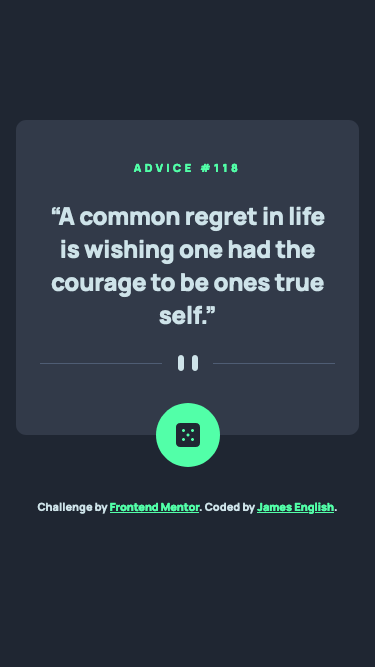 ADVICE #118
“A common regret in life
is wishing one had the
courage to be ones true
self.”
Challenge by Frontend Mentor. Coded by James English.